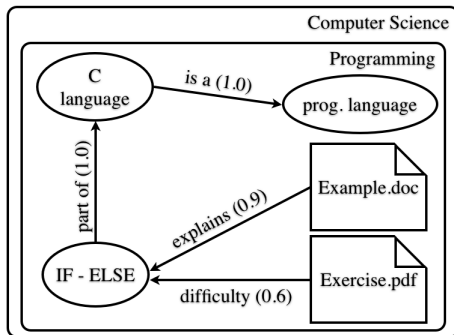 Computer Science
Programming
C
language
is a (1.0)
prog. language
part of (1.0)
explains (0.9)
Example.doc
IF - ELSE
difficulty (0.6)
Exercise.pdf